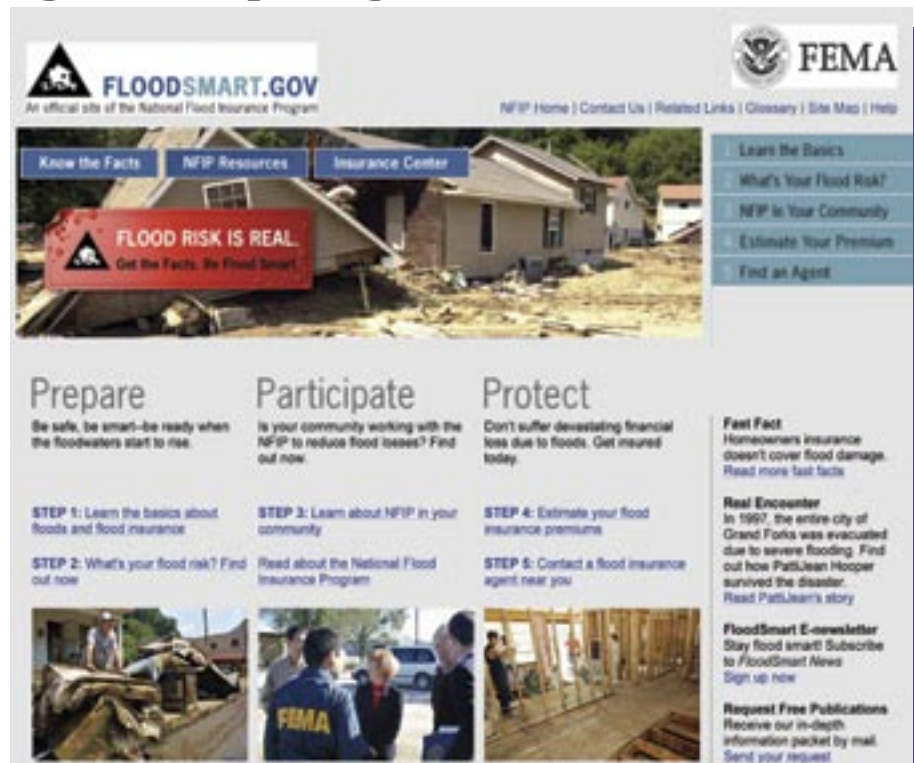 FLOODSMART.GOV
An official site of the National Flood Insurance Program
FEMA
NFIP Home | Contact Us | Related Links | Glossary | Site Map | Help
Know the Facts
NFIP Resources
Insurance Center
FLOOD RISK IS REAL.
Get the Facts. Be Flood Smart.
1 Learn the Basics
2 What's Your Flood Risk?
3 NFIP in Your Community
4 Estimate Your Premium
5 Find an Agent
Prepare
Be safe, be smart–be ready when
the floodwaters start to rise.
STEP 1: Learn the basics about
floods and flood insurance
STEP 2: What's your flood risk? Find
out now
Participate
Is your community working with the
NFIP to reduce flood losses? Find
out now.
STEP 3: Learn about NFIP in your
community
Read about the National Flood
Insurance Program
Protect
Don't suffer devastating financial
loss due to floods. Get insured
today.
STEP 4: Estimate your flood
insurance premiums
STEP 5: Contact a flood insurance
agent near you
FEMA
Fast Fact
Homeowners insurance
doesn't cover flood damage.
Read more fast facts
Real Encounter
In 1997, the entire city of
Grand Forks was evacuated
due to severe flooding. Find
out how PattiJean Hooper
survived the disaster.
Read PattiJean's story
FloodSmart E-newsletter
Stay flood smart! Subscribe
to FloodSmart News
Sign up now
Request Free Publications
Receive our in-depth
information packet by mail.
Send your request